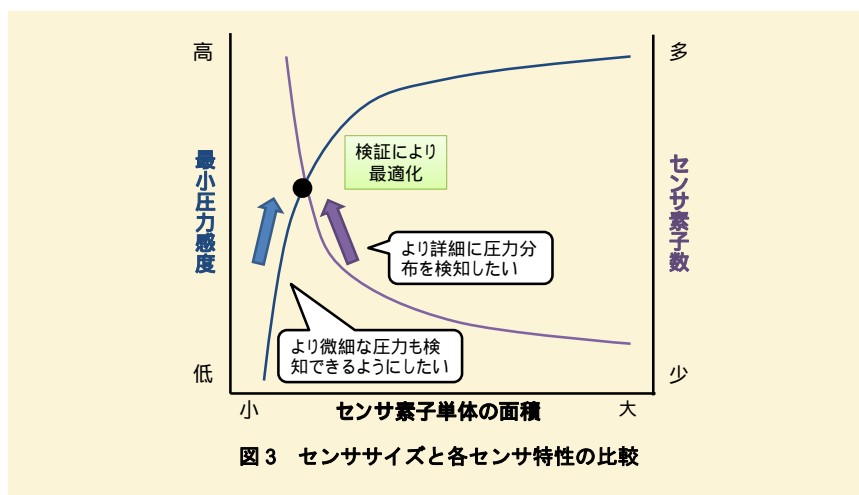 高
多
検証により
最適化
最小圧力感度
センサ素子数
より詳細に圧力分
布を検知したい
より微細な圧力も検
知できるようにしたい
低
少
小
センサ素子単体の面積
大
図3 センササイズと各センサ特性の比較